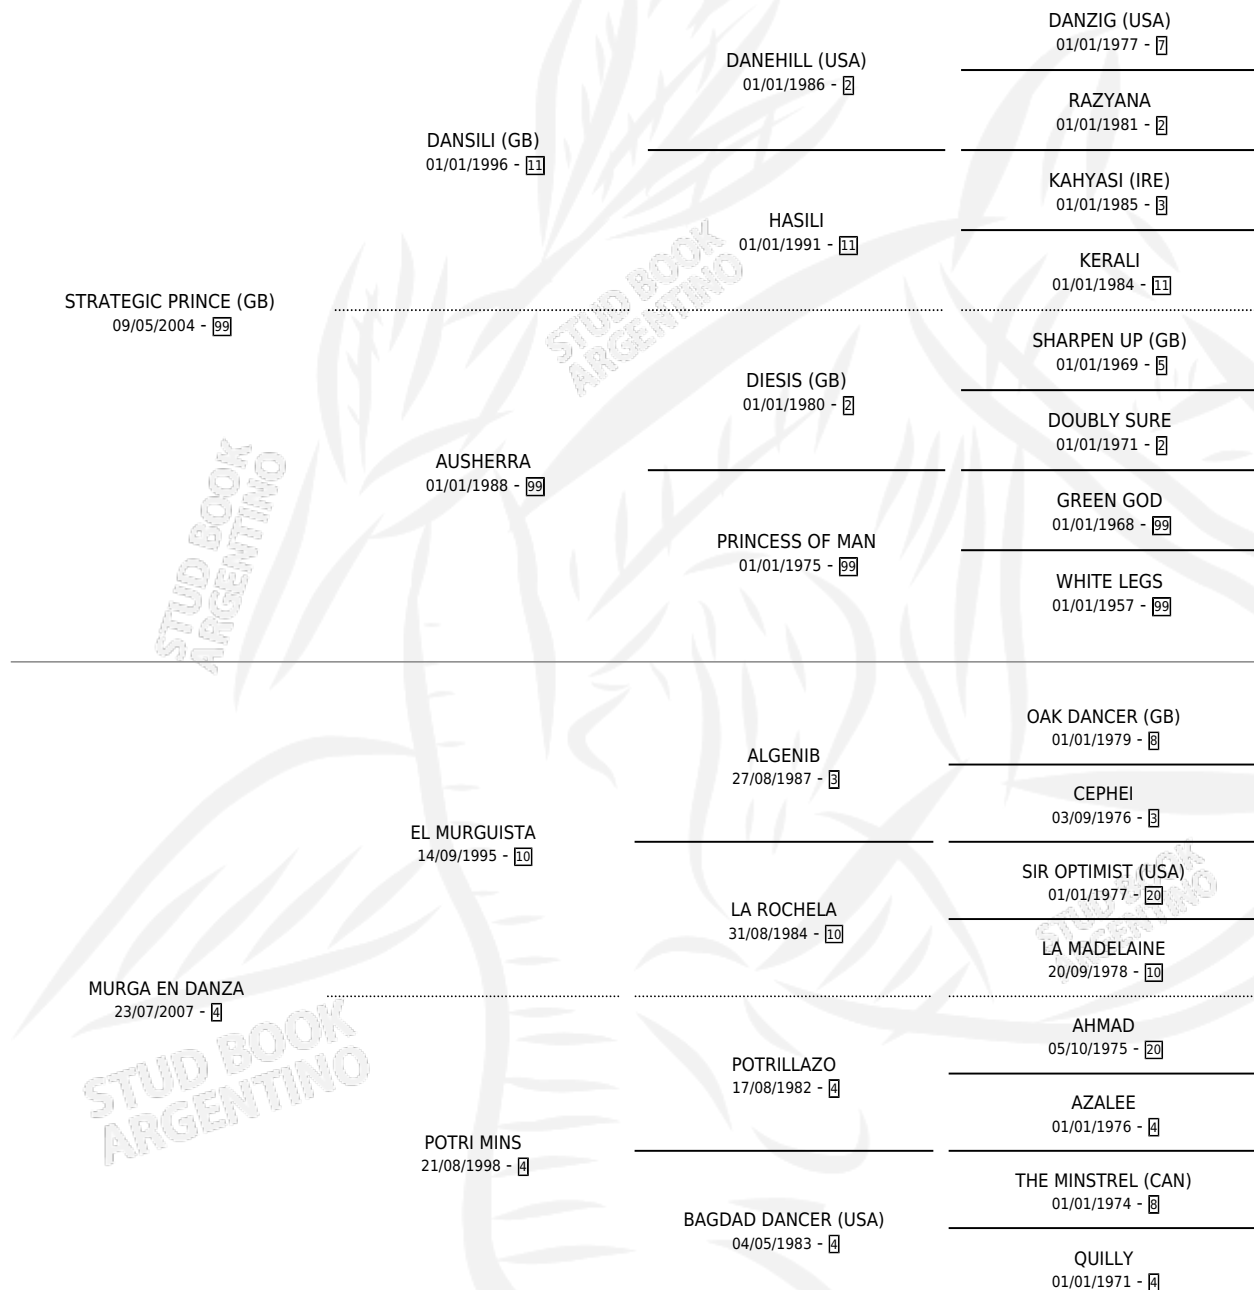 DANZIG (USA)
01/01/1977 - 7
DANEHILL (USA)
01/01/1986 - 2
RAZYANA
01/01/1981 - 2
DANSILI (GB)
01/01/1996 - 11
KAHYASI (IRE)
01/01/1985 - 3
HASILI
01/01/1991 - 11
KERALI
01/01/1984 - 11
STRATEGIC PRINCE (GB)
09/05/2004 - 99
SHARPEN UP (GB)
01/01/1969 - 5
DIESIS (GB)
01/01/1980 - 2
DOUBLY SURE
01/01/1971 - 2
AUSHERRA
01/01/1988 - 99
GREEN GOD
01/01/1968 - 99
PRINCESS OF MAN
01/01/1975 - 99
WHITE LEGS
01/01/1957 - 99
OAK DANCER (GB)
01/01/1979 - 8
ALGENIB
27/08/1987 - 3
CEPHEI
03/09/1976 - 3
EL MURGUISTA
14/09/1995 - 10
SIR OPTIMIST (USA)
01/01/1977 - 20
LA ROCHELA
31/08/1984 - 10
LA MADELAINE
20/09/1978 - 10
MURGA EN DANZA
23/07/2007 - 4
AHMAD
05/10/1975 - 20
POTRILLAZO
17/08/1982 - 4
AZALEE
01/01/1976 - 4
POTRI MINS
21/08/1998 - 4
THE MINSTREL (CAN)
01/01/1974 - 8
BAGDAD DANCER (USA)
04/05/1983 - 4
QUILLY
01/01/1971 - 4
STUD BOOK
ARGENTINO
STUD BOOK
ARGENTINO
STUD BOOK
ARGENTINO
STUD BOOK
ARGENTINO